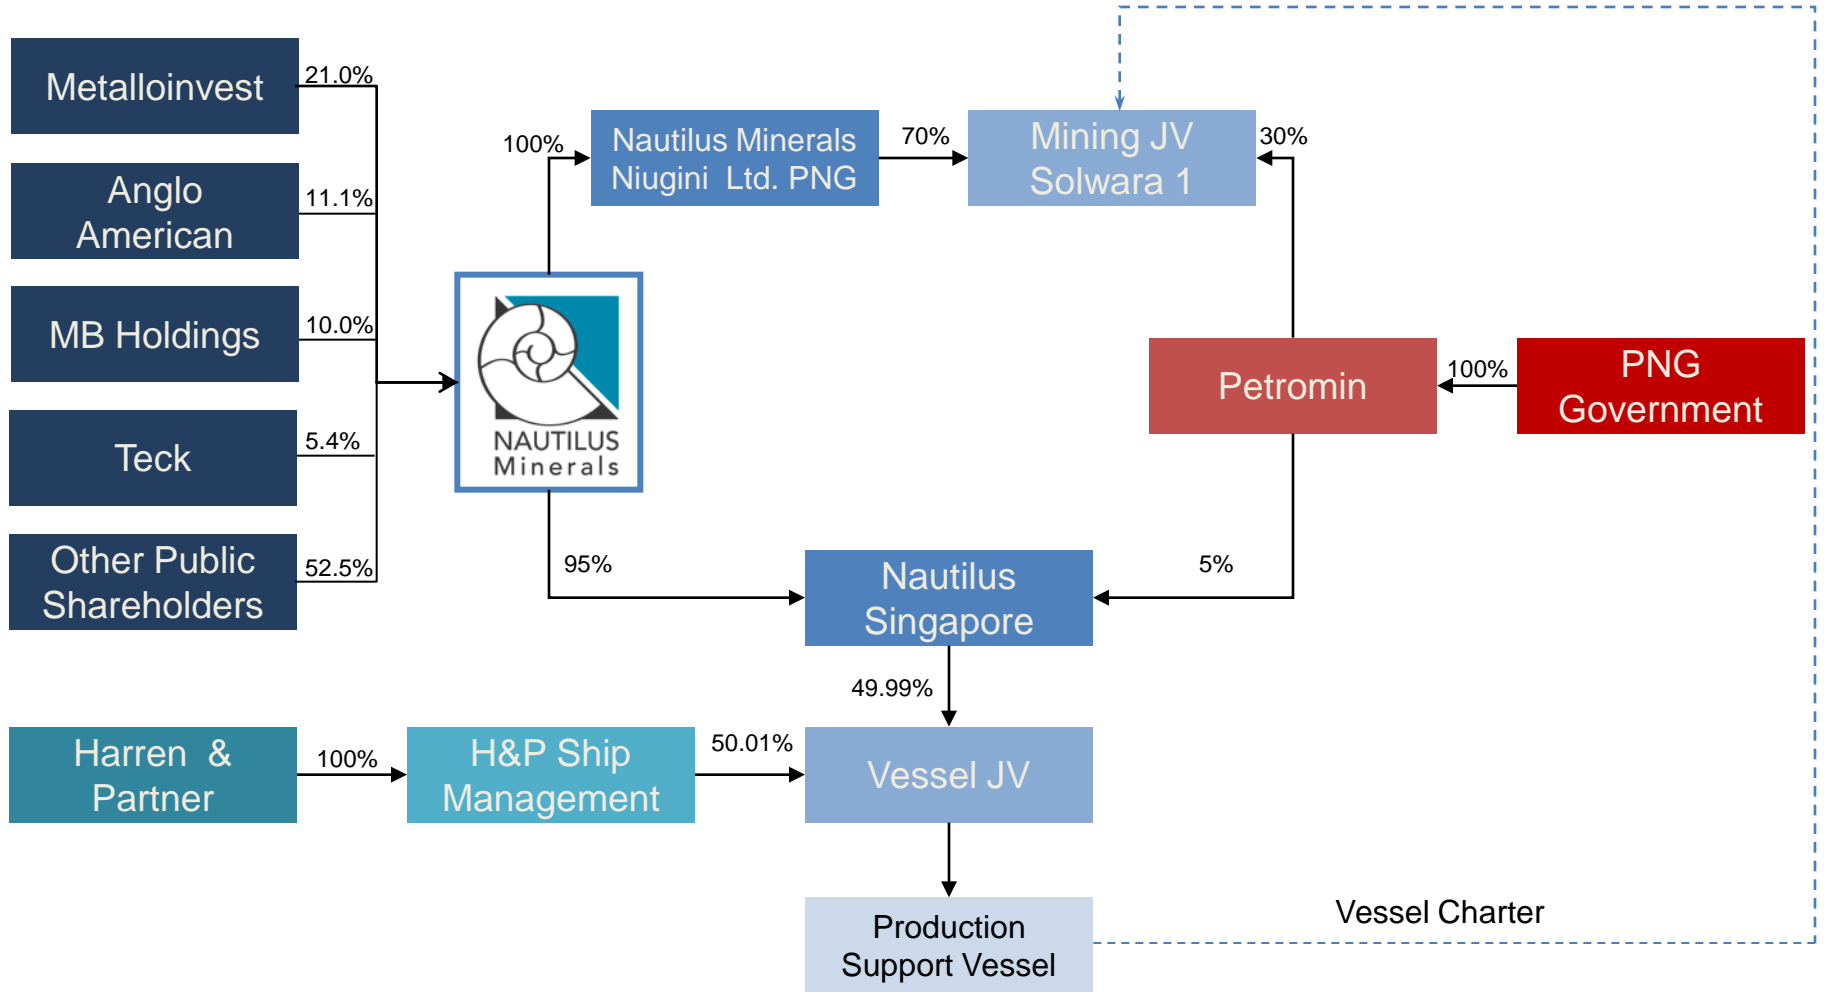 Metalloinvest
21.0%
Anglo
American
11.1%
MB Holdings
10.0%
Teck
5.4%
Other Public
Shareholders
52.5%
NAUTILUS
Minerals
100%
Nautilus Minerals
Niugini Ltd. PNG
70%
Mining JV
Solwara 1
30%
Petromin
100%
PNG
Government
95%
Nautilus
Singapore
5%
49.99%
Harren &
Partner
100%
H&P Ship
Management
50.01%
Vessel JV
Production
Support Vessel
Vessel Charter